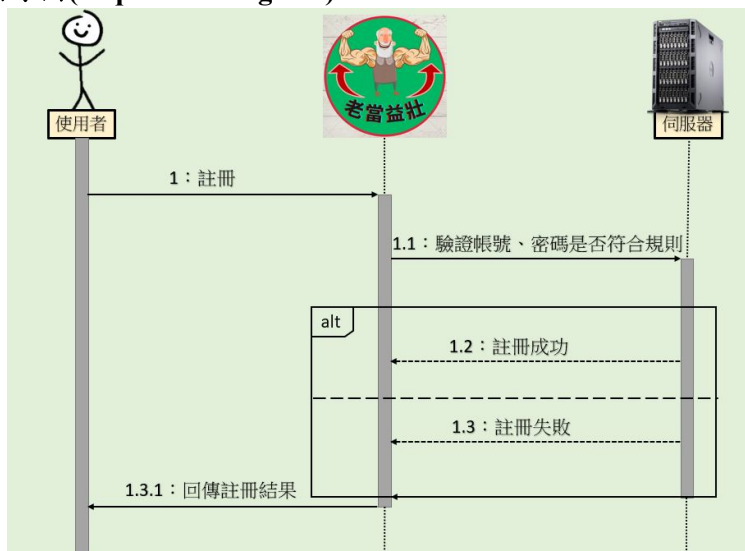 使用者
老當益壯
伺服器
1：註冊
1.1：驗證帳號、密碼是否符合規則
alt
1.2：註冊成功
1.3：註冊失敗
1.3.1：回傳註冊結果